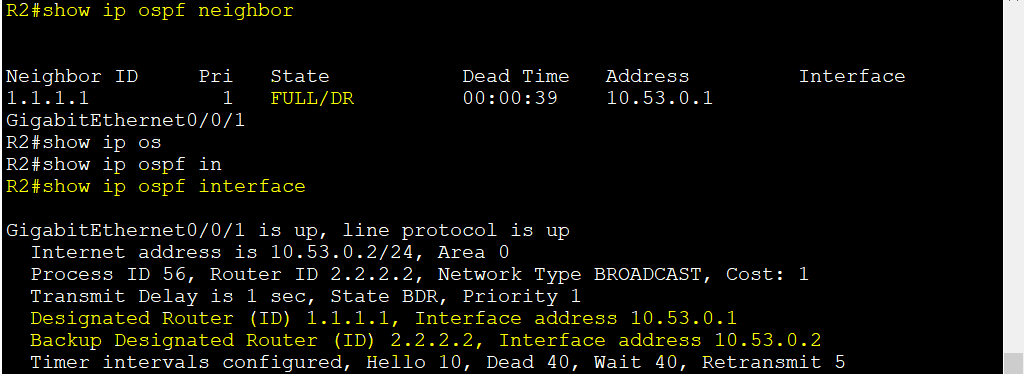 R2#show ip ospf neighbor
Neighbor ID     Pri   State           Dead Time   Address         Interface
1.1.1.1           1   FULL/DR         00:00:39    10.53.0.1
GigabitEthernet0/0/1
R2#show ip os
R2#show ip ospf in
R2#show ip ospf interface
GigabitEthernet0/0/1 is up, line protocol is up
  Internet address is 10.53.0.2/24, Area 0
  Process ID 56, Router ID 2.2.2.2, Network Type BROADCAST, Cost: 1
  Transmit Delay is 1 sec, State BDR, Priority 1
  Designated Router (ID) 1.1.1.1, Interface address 10.53.0.1
  Backup Designated Router (ID) 2.2.2.2, Interface address 10.53.0.2
  Timer intervals configured, Hello 10, Dead 40, Wait 40, Retransmit 5